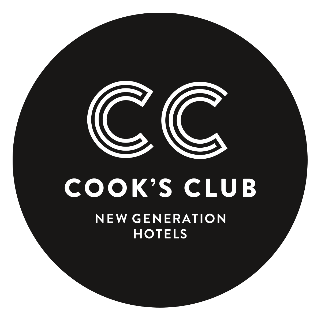 CC
COOK'S CLUB
NEW GENERATION
HOTELS